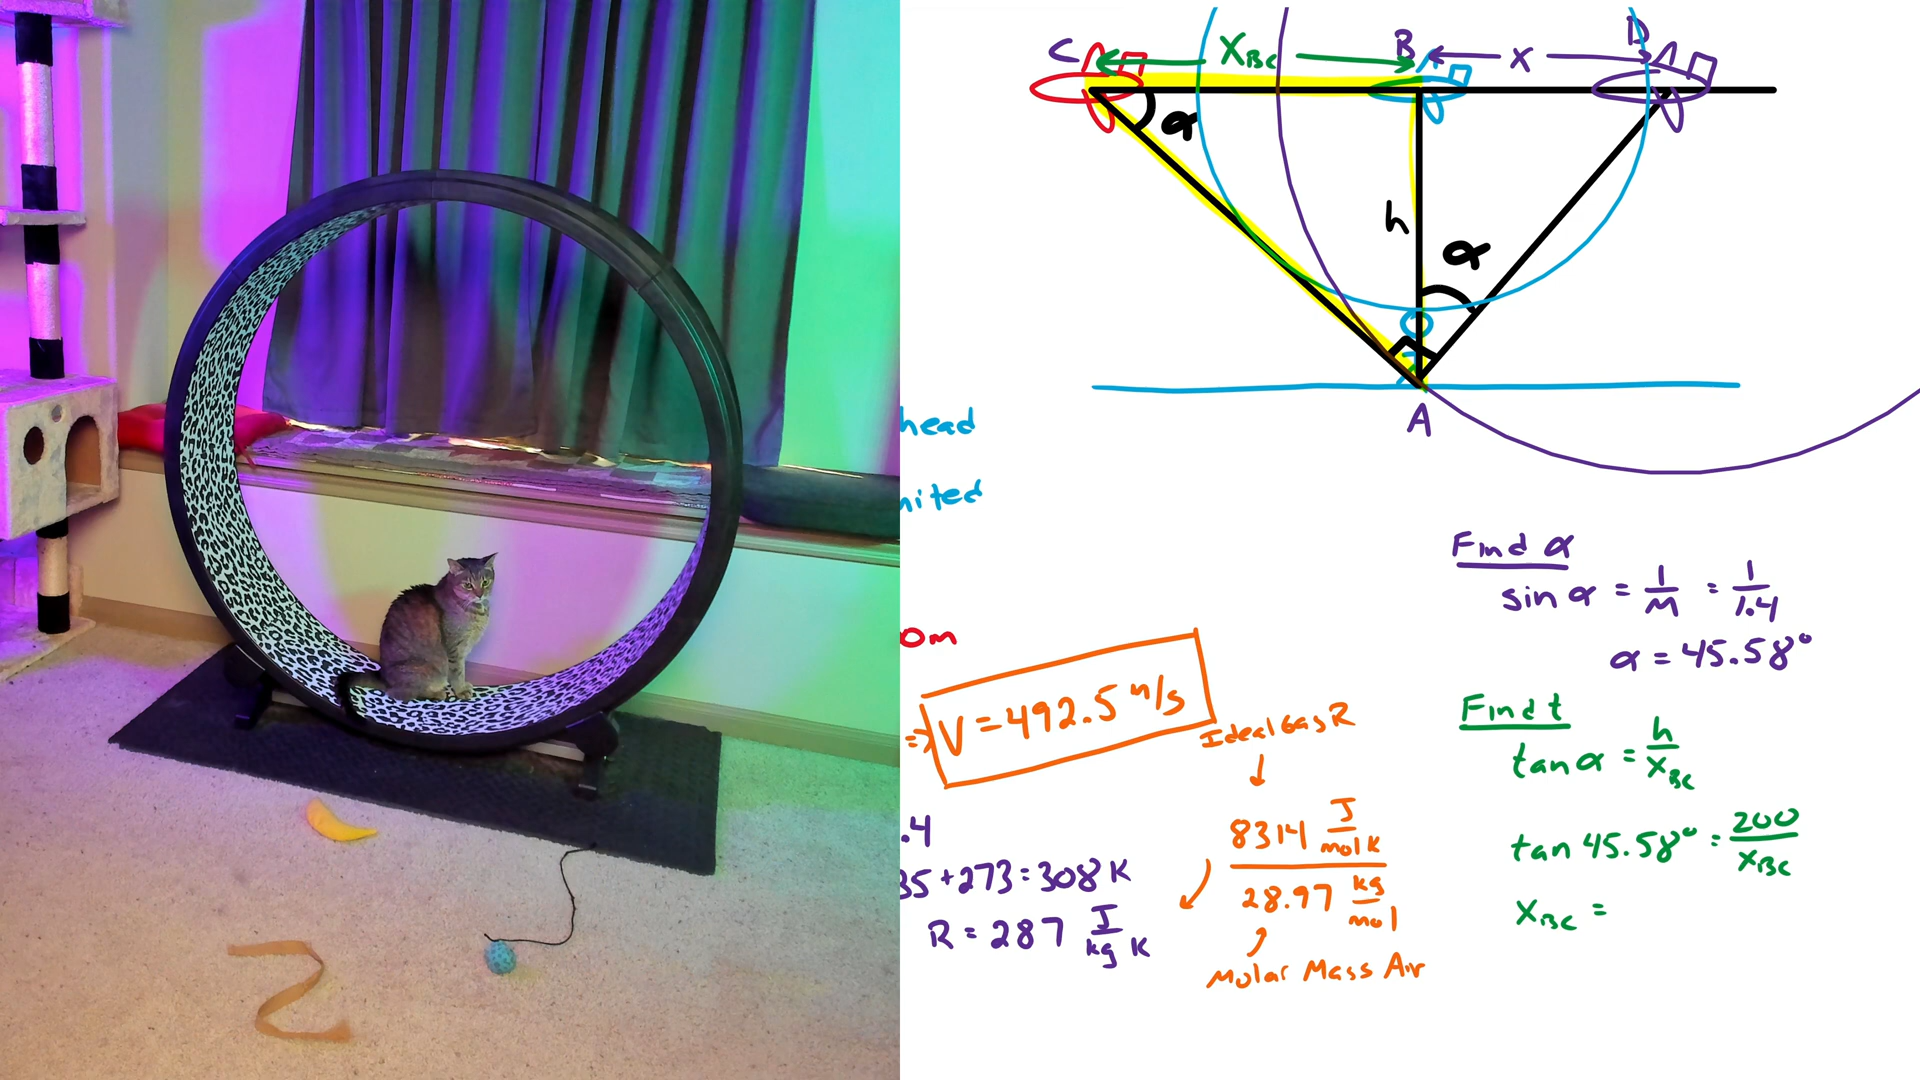 C X_BC B X D
α
h
α
A
head
nited
om
=> V = 492.5 m/s
Ideal Gas R
↓
.4
35 + 273 = 308 K
R = 287 J/kg K
8314 J/mol K
28.97 kg/mol
Molar Mass Air
Find α
sin α = 1/M = 1/1.4
α = 45.58°
Find t
tan α = h/X_BC
tan 45.58° = 200/X_BC
X_BC =